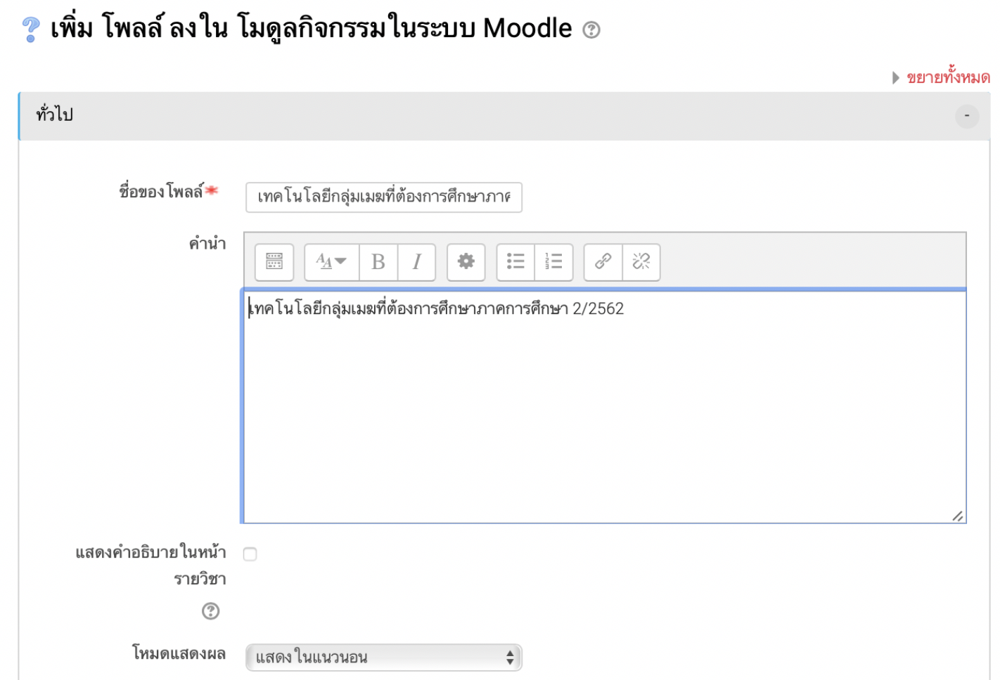 เพิ่ม โพลล์ ลงใน โมดูลกิจกรรมในระบบ Moodle
ขยายทั้งหมด
ทั่วไป
ชื่อของโพลล์
เทคโนโลยีกลุ่มเมฆที่ต้องการศึกษาภาค
คำนำ
B I
เทคโนโลยีกลุ่มเมฆที่ต้องการศึกษาภาคการศึกษา 2/2562
แสดงคำอธิบายในหน้า
รายวิชา
โหมดแสดงผล
แสดงในแนวนอน